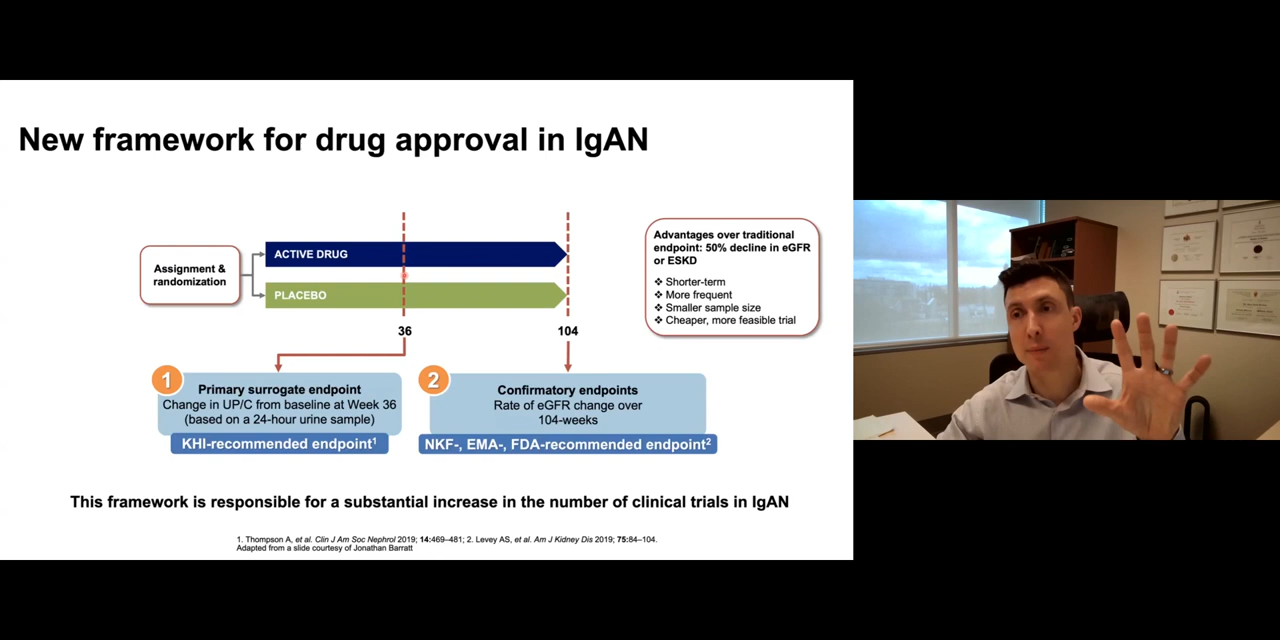 New framework for drug approval in IgAN
Assignment &
randomization
ACTIVE DRUG
PLACEBO
36
104
Advantages over traditional
endpoint: 50% decline in eGFR
or ESKD
❖ Shorter-term
❖ More frequent
❖ Smaller sample size
❖ Cheaper, more feasible trial
1
Primary surrogate endpoint
Change in UP/C from baseline at Week 36
(based on a 24-hour urine sample)
KHI-recommended endpoint¹
2
Confirmatory endpoints
Rate of eGFR change over
104-weeks
NKF-, EMA-, FDA-recommended endpoint²
This framework is responsible for a substantial increase in the number of clinical trials in IgAN
1. Thompson A, et al. Clin J Am Soc Nephrol 2019; 14:469–481; 2. Levey AS, et al. Am J Kidney Dis 2019; 75:84–104.
Adapted from a slide courtesy of Jonathan Barratt